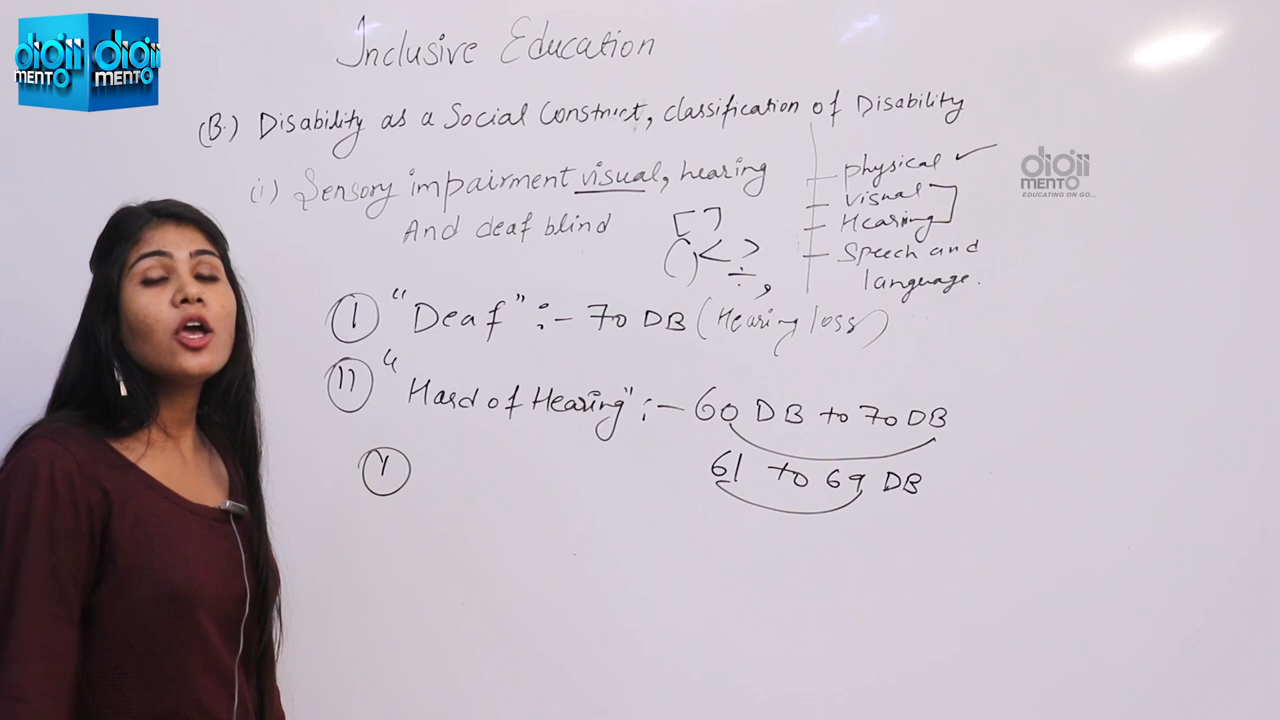 digii MENTO digii MENTO
Inclusive Education
(B.) Disability as a Social Construct, classification of Disability
(i) Sensory impairment visual, hearing
And deaf blind
[ ]
( ) < >
÷ ,
physical ✓
visual
Hearing
Speech and
language.
digii
MENTO
EDUCATING ON GO...
(I) "Deaf" :- 70 DB (Hearing loss)
(II) "Hard of Hearing" :- 60 DB to 70 DB
61 to 69 DB